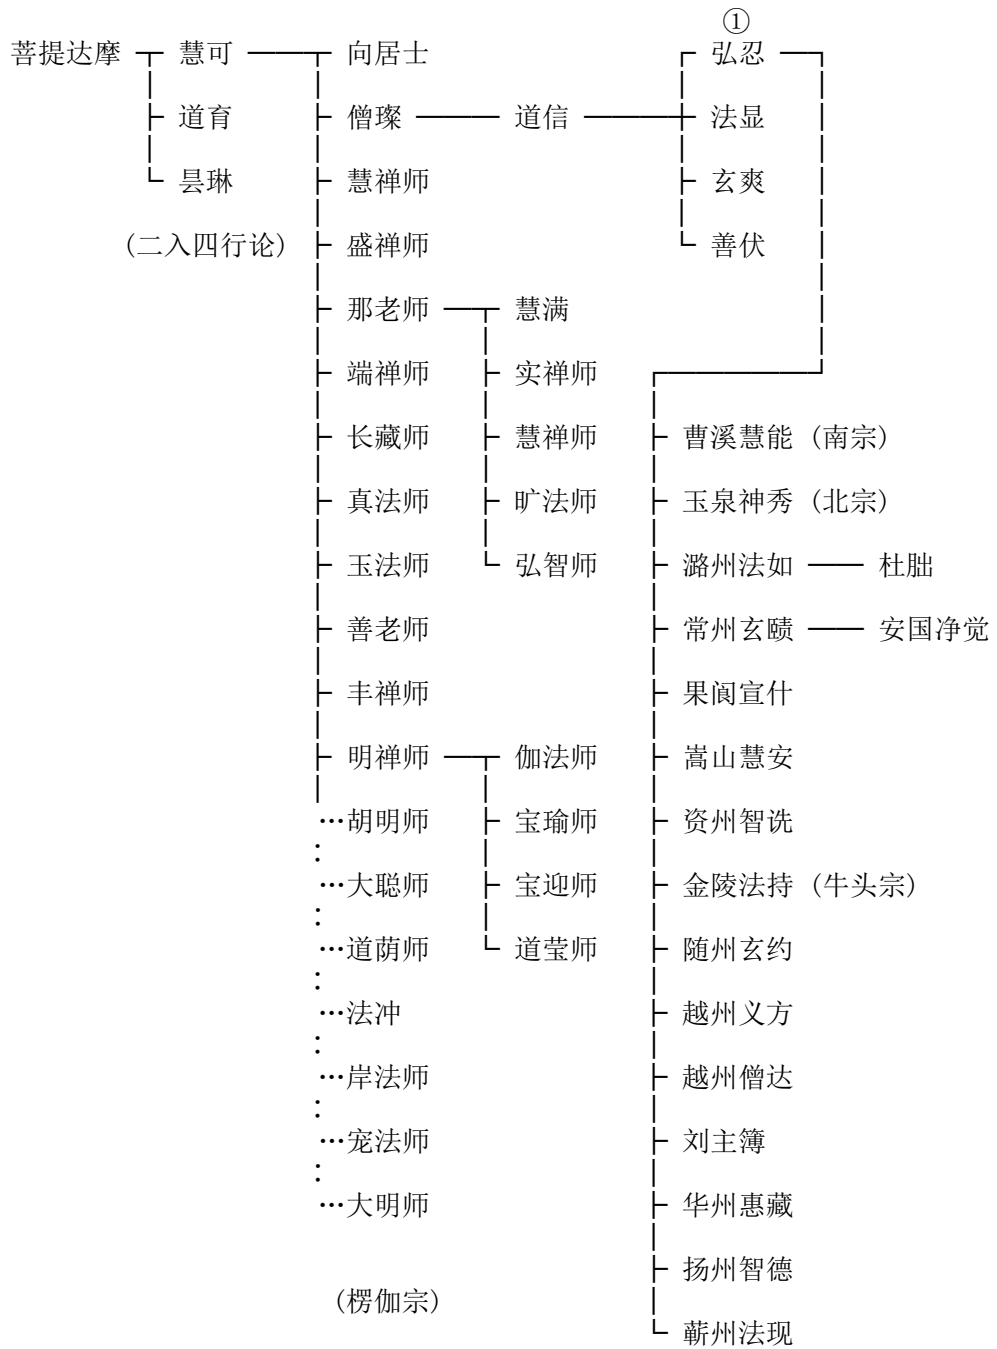 ①
菩提达摩 慧可 向居士 弘忍
道育 僧璨 道信 法显
昙琳 慧禅师 玄爽
(二入四行论) 盛禅师 善伏
那老师 慧满
端禅师 实禅师
长藏师 慧禅师 曹溪慧能 (南宗)
真法师 旷法师 玉泉神秀 (北宗)
玉法师 弘智师 潞州法如 杜朏
善老师 常州玄赜 安国净觉
丰禅师 果阆宣什
明禅师 伽法师 嵩山慧安
…胡明师 宝瑜师 资州智诜
…大聪师 宝迎师 金陵法持 (牛头宗)
…道荫师 道莹师 随州玄约
…法冲 越州义方
…岸法师 越州僧达
…宠法师 刘主簿
…大明师 华州惠藏
扬州智德
(楞伽宗)
蕲州法现